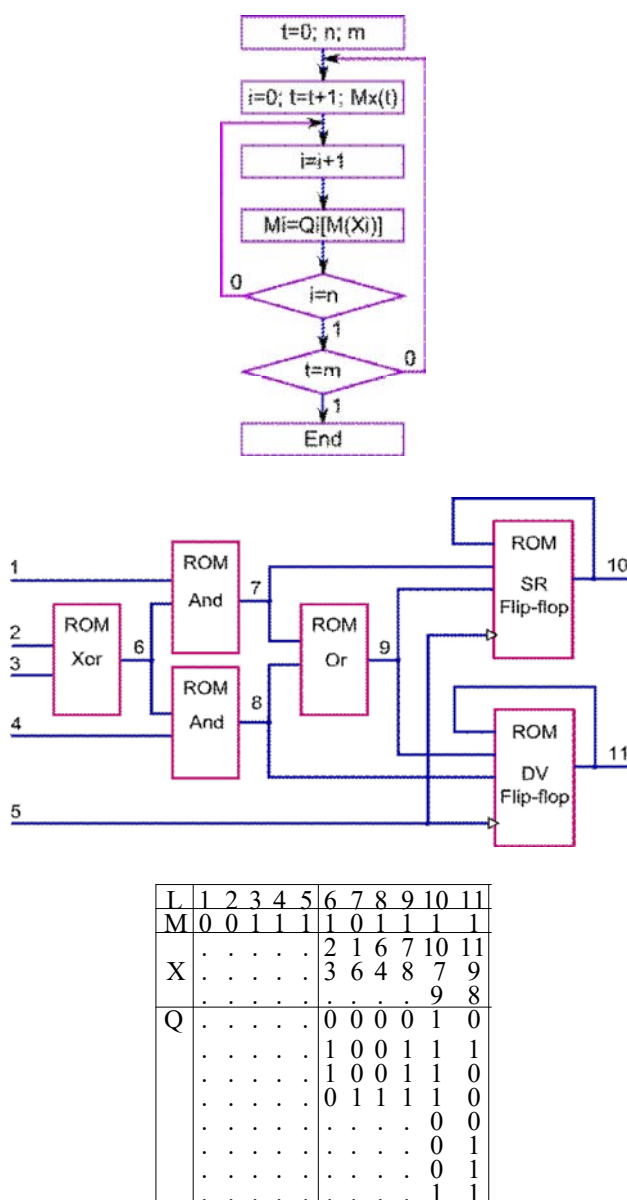 t=0; n; m
i=0; t=t+1; Mx(t)
i=i+1
Mi=Qi[M(Xi)]
0
i=n
1
t=m
0
1
End
1
2
3
4
5
ROM
Xor
6
ROM
And
7
ROM
And
8
ROM
Or
9
ROM
SR
Flip-flop
10
ROM
DV
Flip-flop
11
L 1 2 3 4 5 6 7 8 9 10 11
M 0 0 1 1 1 1 0 1 1 1 1
. . . . . 2 1 6 7 10 11
X . . . . . 3 6 4 8 7 9
. . . . . . . . . 9 8
Q . . . . . 0 0 0 0 1 0
. . . . . 1 0 0 1 1 1
. . . . . 1 0 0 1 1 0
. . . . . 0 1 1 1 1 0
. . . . . . . . . 0 0
. . . . . . . . . 0 1
. . . . . . . . . 0 1
. . . . . . . . . 1 1